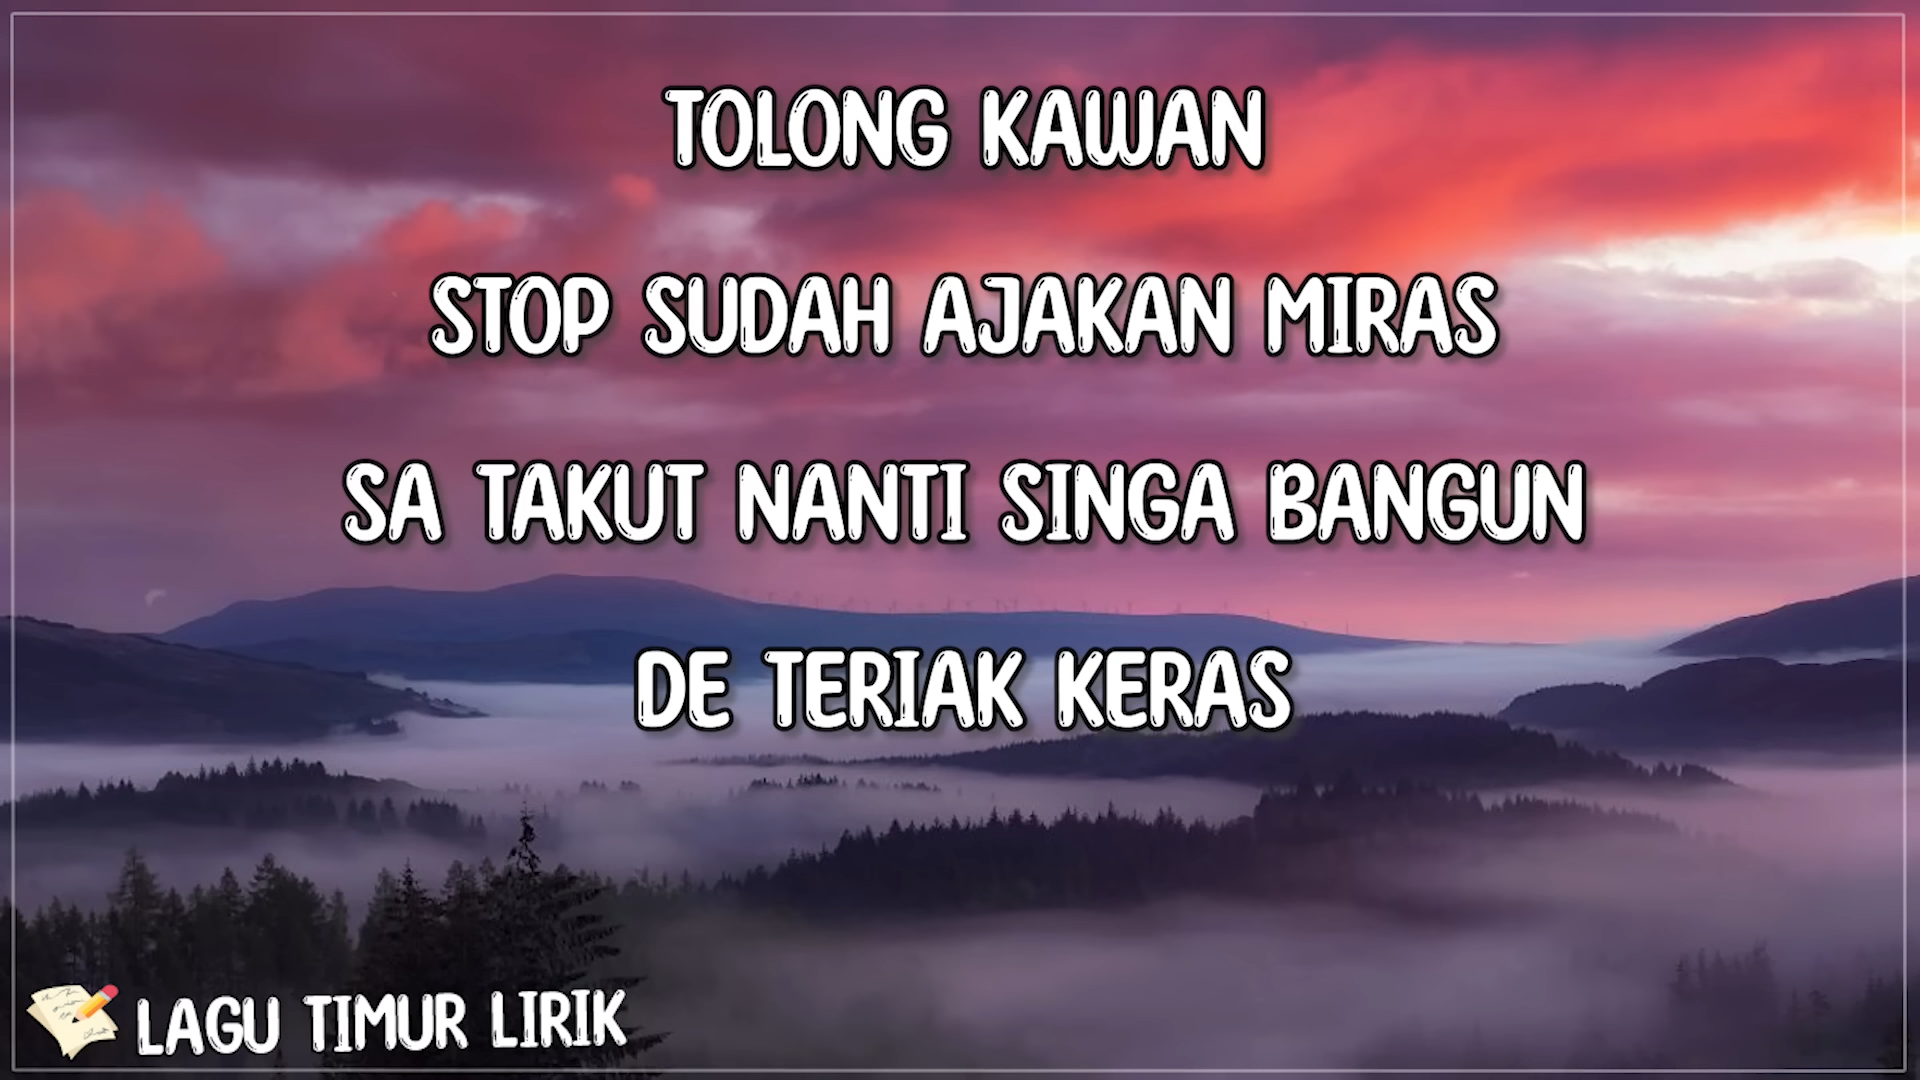 TOLONG KAWAN
STOP SUDAH AJAKAN MIRAS
SA TAKUT NANTI SINGA BANGUN
DE TERIAK KERAS
LAGU TIMUR LIRIK